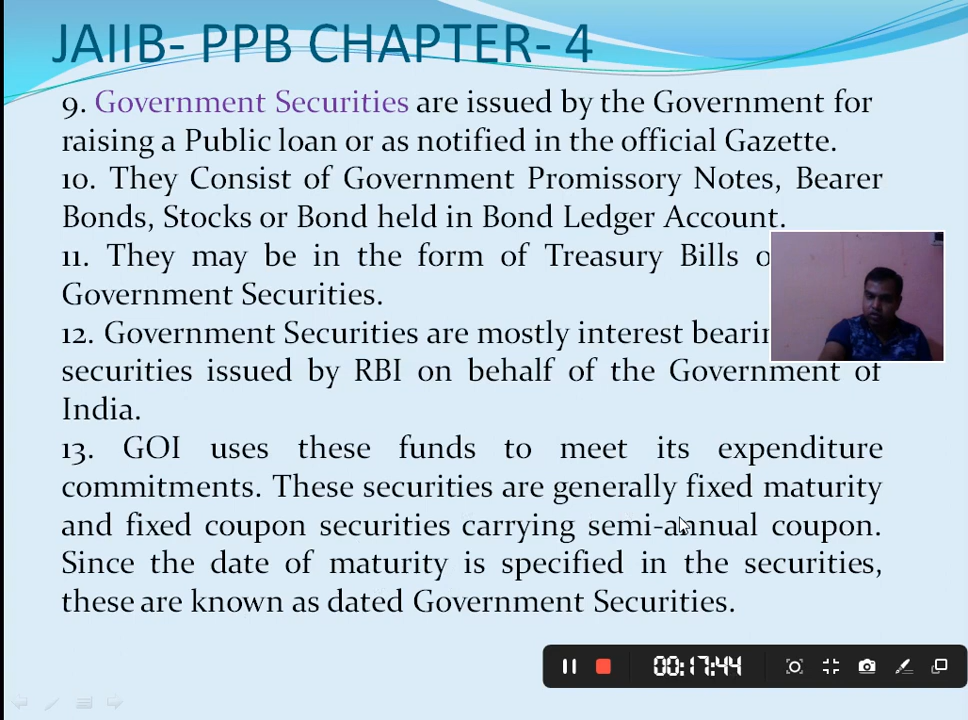 JAIIB- PPB CHAPTER- 4
9. Government Securities are issued by the Government for
raising a Public loan or as notified in the official Gazette.
10. They Consist of Government Promissory Notes, Bearer
Bonds, Stocks or Bond held in Bond Ledger Account.
11. They may be in the form of Treasury Bills
Government Securities.
12. Government Securities are mostly interest
securities issued by RBI on behalf of the Government of
India.
13. GOI uses these funds to meet its expenditure
commitments. These securities are generally fixed maturity
and fixed coupon securities carrying semi-annual coupon.
Since the date of maturity is specified in the securities,
these are known as dated Government Securities.
00:17:44